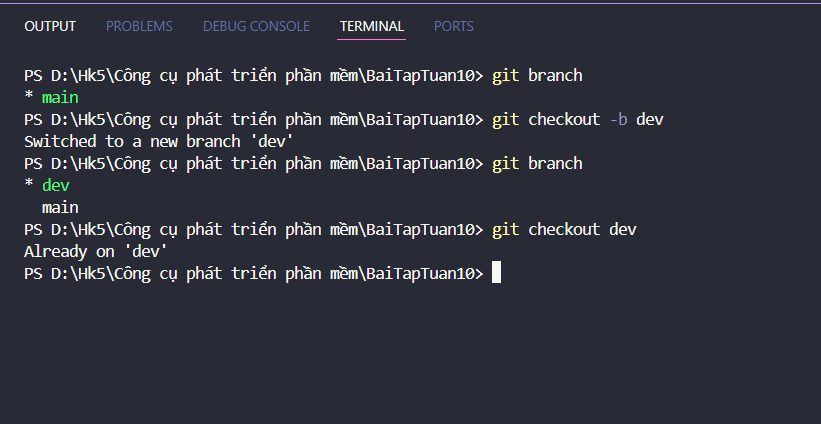 OUTPUT PROBLEMS DEBUG CONSOLE TERMINAL PORTS
PS D:\Hk5\Công cụ phát triển phần mềm\BaiTapTuan10> git branch
* main
PS D:\Hk5\Công cụ phát triển phần mềm\BaiTapTuan10> git checkout -b dev
Switched to a new branch 'dev'
PS D:\Hk5\Công cụ phát triển phần mềm\BaiTapTuan10> git branch
* dev
  main
PS D:\Hk5\Công cụ phát triển phần mềm\BaiTapTuan10> git checkout dev
Already on 'dev'
PS D:\Hk5\Công cụ phát triển phần mềm\BaiTapTuan10>